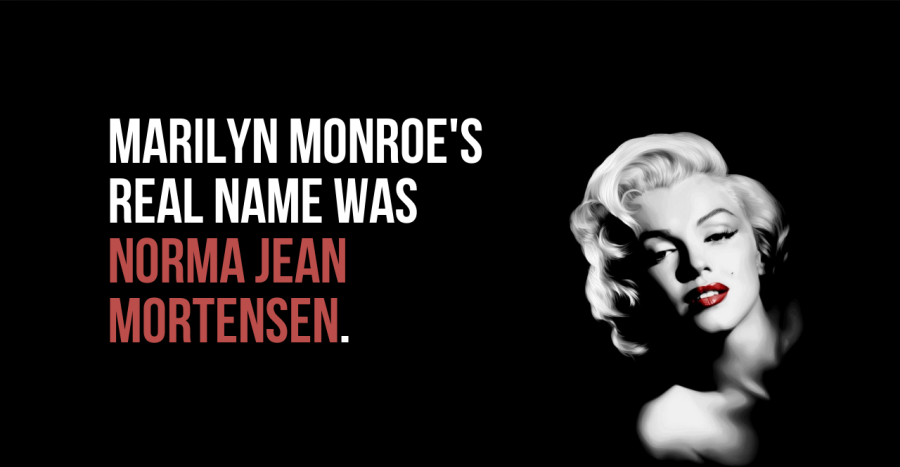 MARILYN MONROE'S
REAL NAME WAS
NORMA JEAN
MORTENSEN.